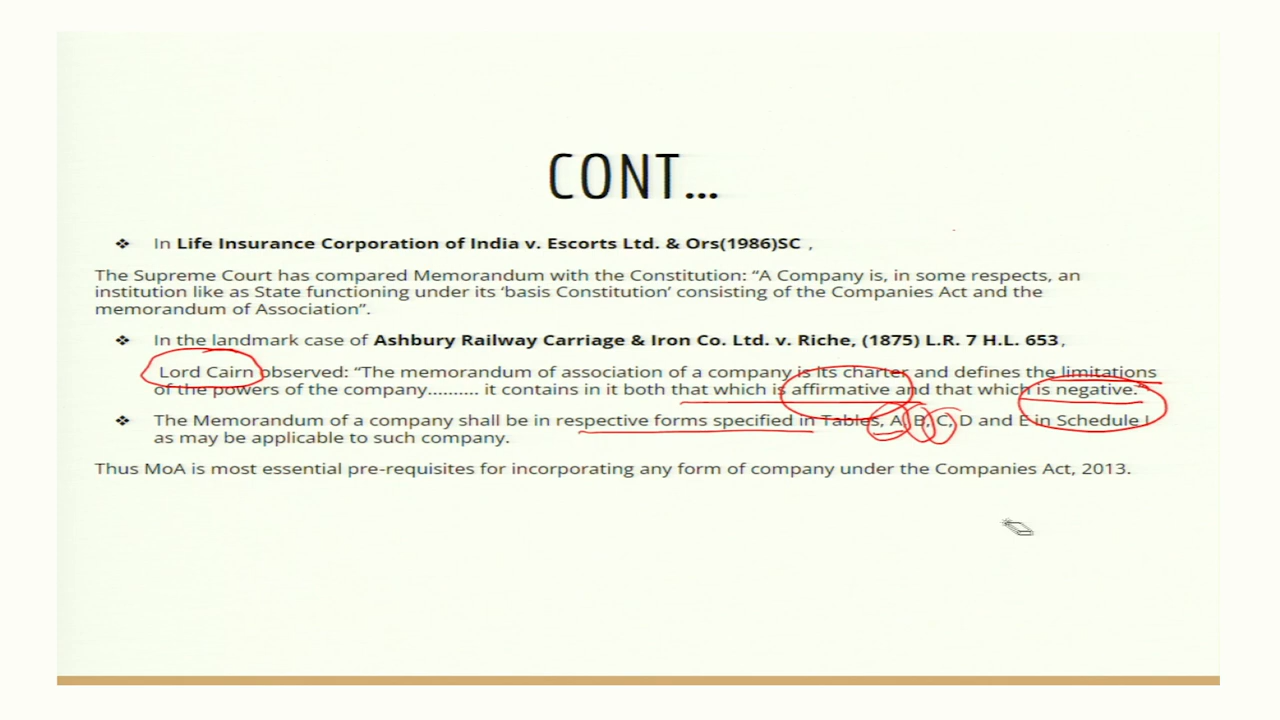 CONT...
❖ In Life Insurance Corporation of India v. Escorts Ltd. & Ors(1986)SC ,
The Supreme Court has compared Memorandum with the Constitution: “A Company is, in some respects, an
institution like as State functioning under its ‘basis Constitution’ consisting of the Companies Act and the
memorandum of Association”.
❖ In the landmark case of Ashbury Railway Carriage & Iron Co. Ltd. v. Riche, (1875) L.R. 7 H.L. 653,
Lord Cairn observed: “The memorandum of association of a company is its charter and defines the limitations
of the powers of the company.......... it contains in it both that which is affirmative and that which is negative.”
❖ The Memorandum of a company shall be in respective forms specified in Tables, A, B, C, D and E in Schedule I
as may be applicable to such company.
Thus MoA is most essential pre-requisites for incorporating any form of company under the Companies Act, 2013.